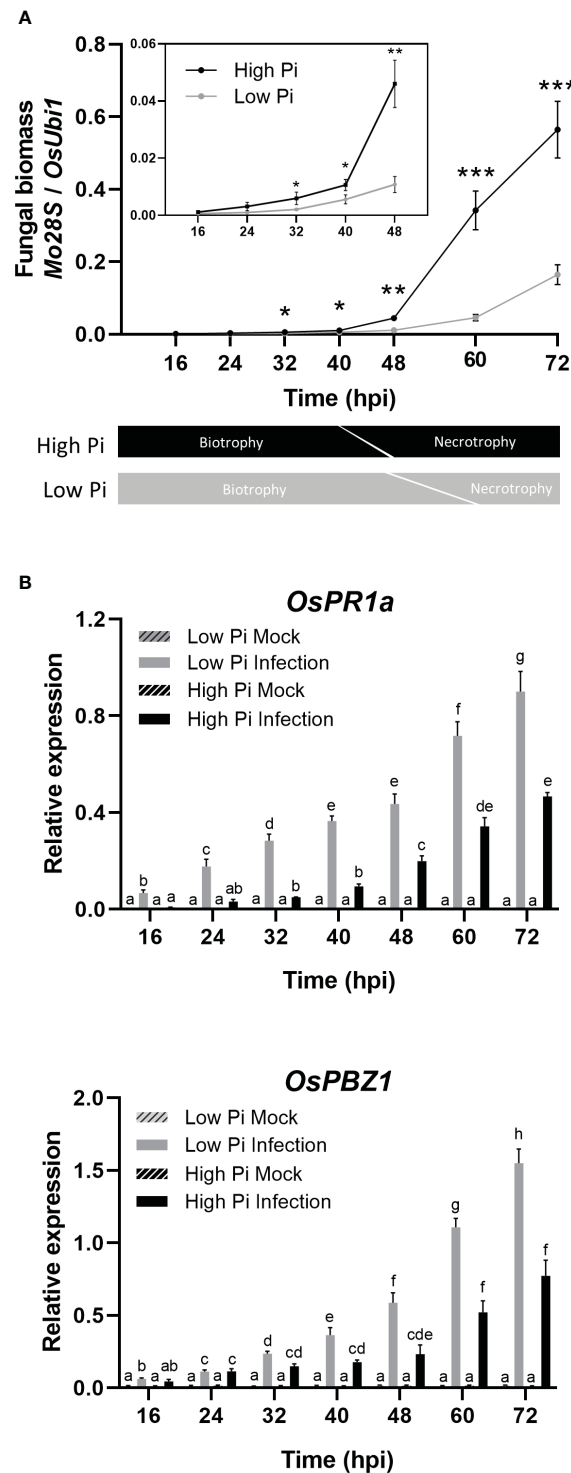 A
Fungal biomass
Mo28S / OsUbi1
0.8
0.6
0.4
0.2
0.0
0.06
0.04
0.02
0.00
High Pi
Low Pi
*
*
**
16
24
32
40
48
*
*
**
***
***
16
24
32
40
48
60
72
Time (hpi)
High Pi
Biotrophy
Necrotrophy
Low Pi
Biotrophy
Necrotrophy
B
OsPR1a
Relative expression
1.2
0.8
0.4
0.0
Low Pi Mock
Low Pi Infection
High Pi Mock
High Pi Infection
a b a a
a c a ab
a d a b
a e a b
a e a c
a f a de
a g a e
16
24
32
40
48
60
72
Time (hpi)
OsPBZ1
Relative expression
2.0
1.5
1.0
0.5
0.0
Low Pi Mock
Low Pi Infection
High Pi Mock
High Pi Infection
a b a ab
a c a c
a d a cd
a e a cd
a f a cde
a g a f
a h a f
16
24
32
40
48
60
72
Time (hpi)